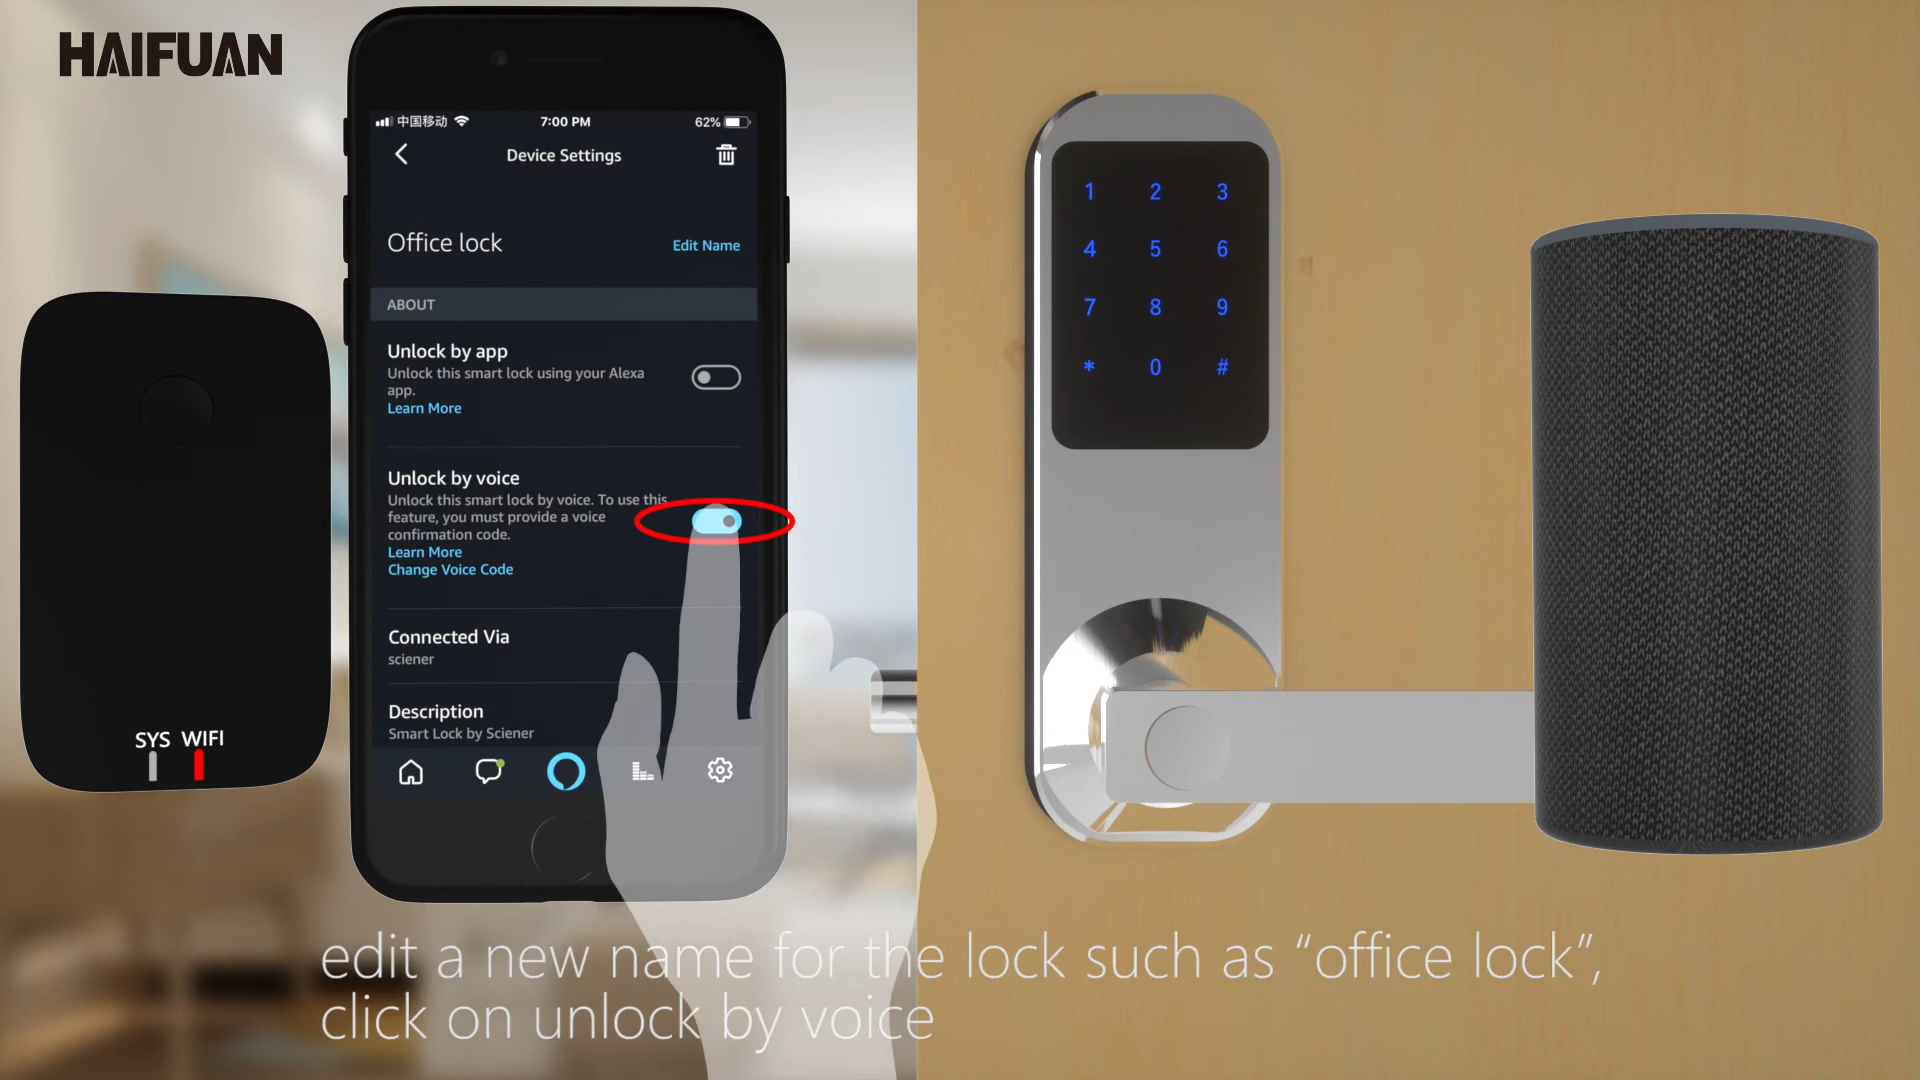 HAIFUAN
中国移动
7:00 PM
62%
Device Settings
Office lock
Edit Name
ABOUT
Unlock by app
Unlock this smart lock using your Alexa
app.
Learn More
Unlock by voice
Unlock this smart lock by voice. To use this
feature, you must provide a voice
confirmation code.
Learn More
Change Voice Code
Connected Via
sciener
Description
Smart Lock by Sciener
SYS WIFI
1 2 3
4 5 6
7 8 9
* 0 #
edit a new name for the lock such as “office lock”,
click on unlock by voice